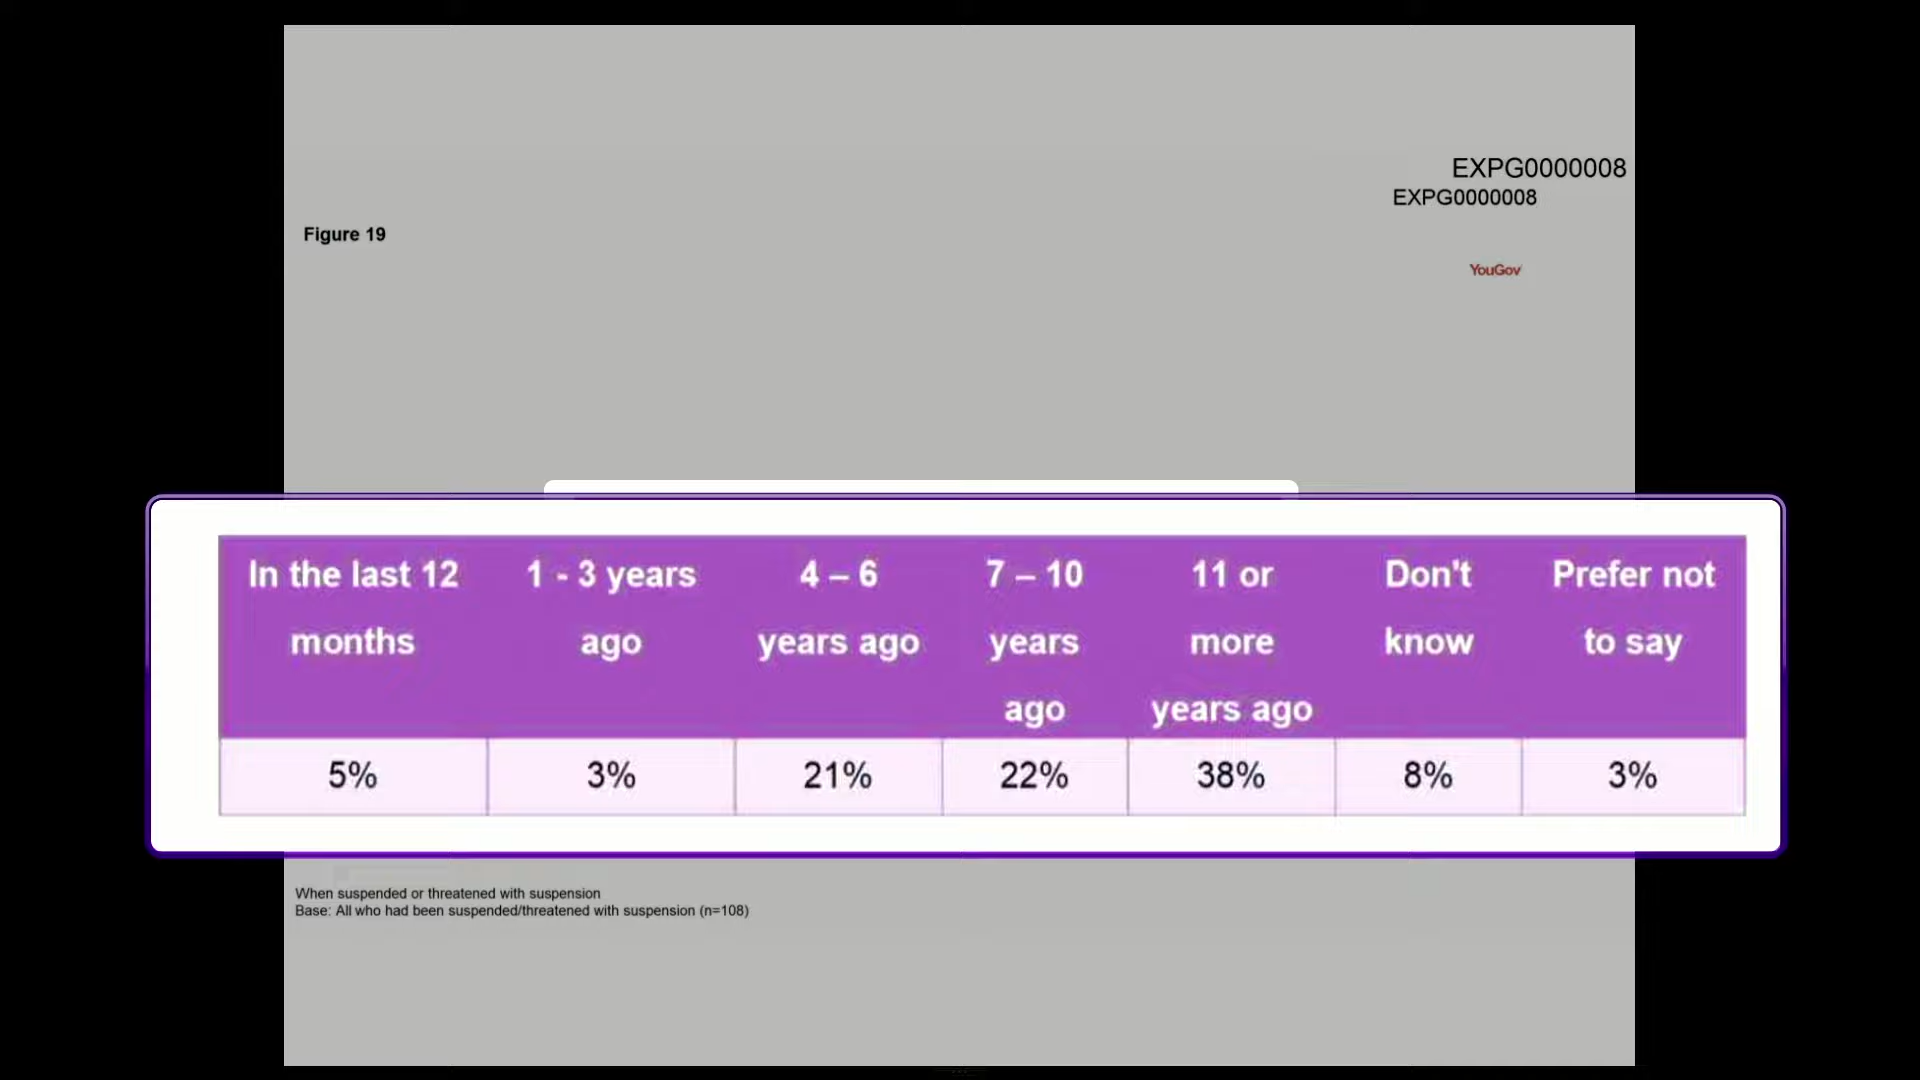 EXPG0000008
EXPG0000008
Figure 19
YouGov
In the last 12 months
1 - 3 years ago
4 – 6 years ago
7 – 10 years ago
11 or more years ago
Don't know
Prefer not to say
5%
3%
21%
22%
38%
8%
3%
When suspended or threatened with suspension
Base: All who had been suspended/threatened with suspension (n=108)